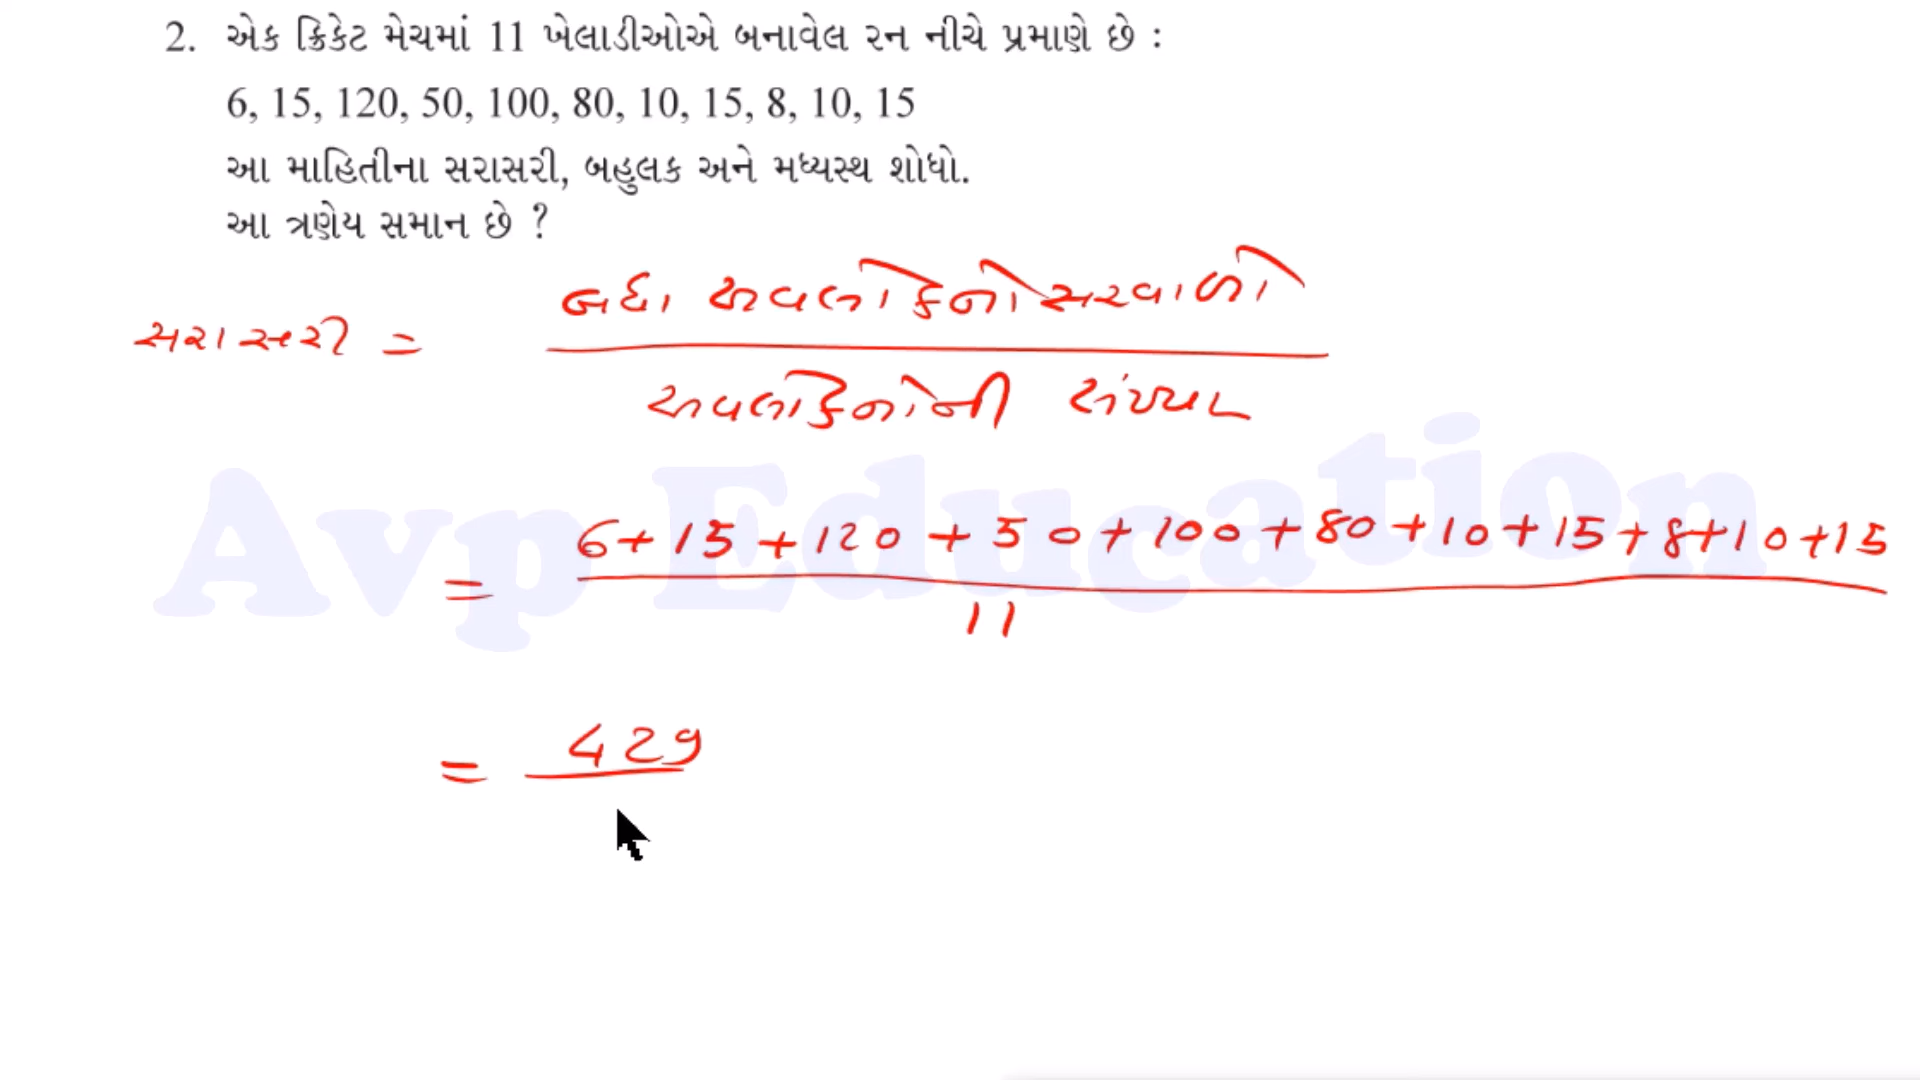 2. એક ક્રિકેટ મેચમાં 11 ખેલાડીઓએ બનાવેલ રન નીચે પ્રમાણે છે :
6, 15, 120, 50, 100, 80, 10, 15, 8, 10, 15
આ માહિતીના સરાસરી, બહુલક અને મધ્યસ્થ શોધો.
આ ત્રણેય સમાન છે ?
બધા અવલોકનો સરવાળો
સરાસરી =
અવલોકનોની સંખ્યા
Avp Education
6+15+120+50+100+80+10+15+8+10+15
=
11
429
=